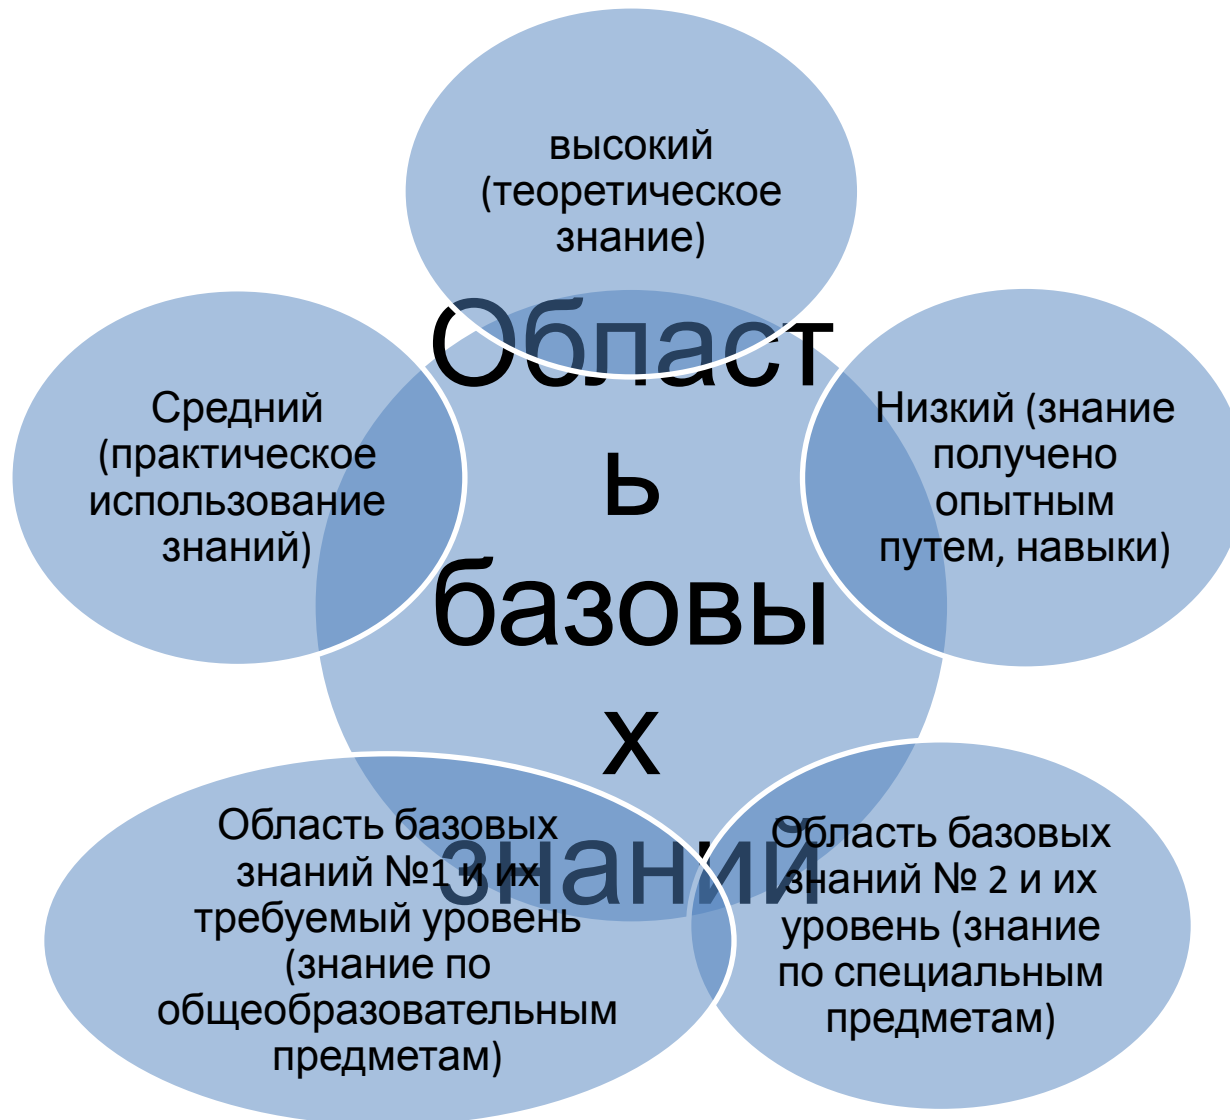 высокий
(теоретическое
знание)
Област
ь
базовы
х
знаний
Средний
(практическое
использование
знаний)
Низкий (знание
получено
опытным
путем, навыки)
Область базовых
знаний №1 и их
требуемый уровень
(знание по
общеобразовательным
предметам)
Область базовых
знаний № 2 и их
уровень (знание
по специальным
предметам)